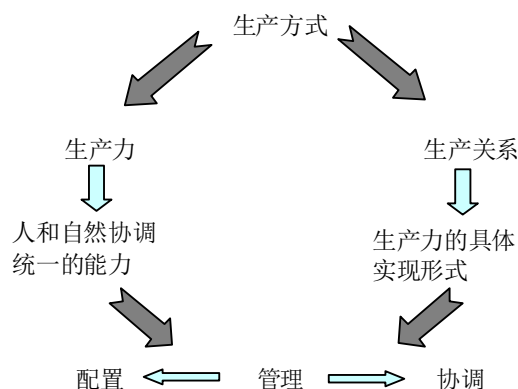 生产方式
生产力
生产关系
人和自然协调
统一的能力
生产力的具体
实现形式
配置
管理
协调